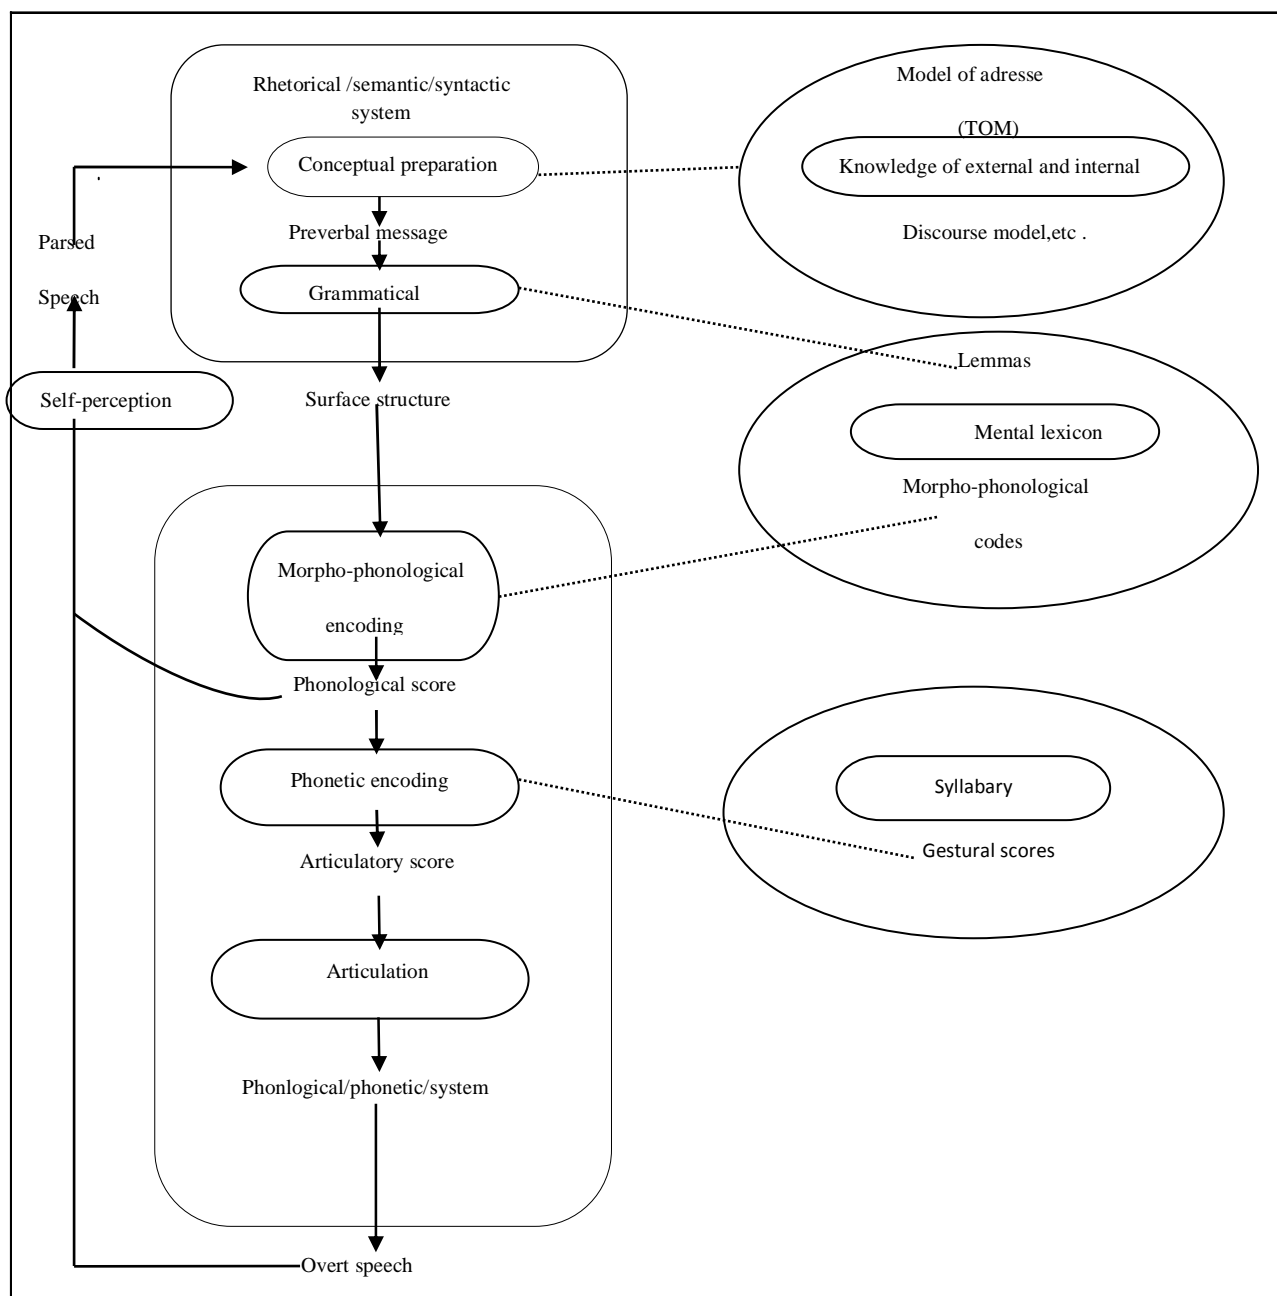 Rhetorical /semantic/syntactic
system
Conceptual preparation
Preverbal message
Grammatical
Parsed
Speech
Self-perception
Surface structure
Morpho-phonological
encoding
Phonological score
Phonetic encoding
Articulatory score
Articulation
Phonlogical/phonetic/system
Overt speech
Model of adresse
(TOM)
Knowledge of external and internal
Discourse model,etc .
Lemmas
Mental lexicon
Morpho-phonological
codes
Syllabary
Gestural scores